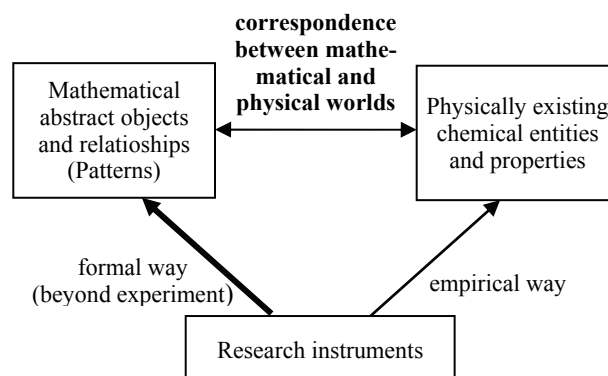 correspondence
between mathe-
matical and
physical worlds
Mathematical
abstract objects
and relatioships
(Patterns)
Physically existing
chemical entities
and properties
formal way
(beyond experiment)
empirical way
Research instruments